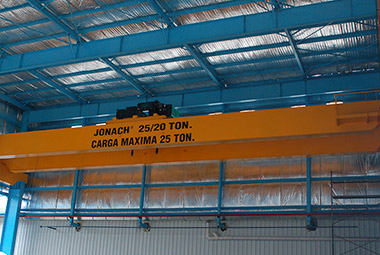 JONACH® 25/20 TON.
CARGA MAXIMA 25 TON.